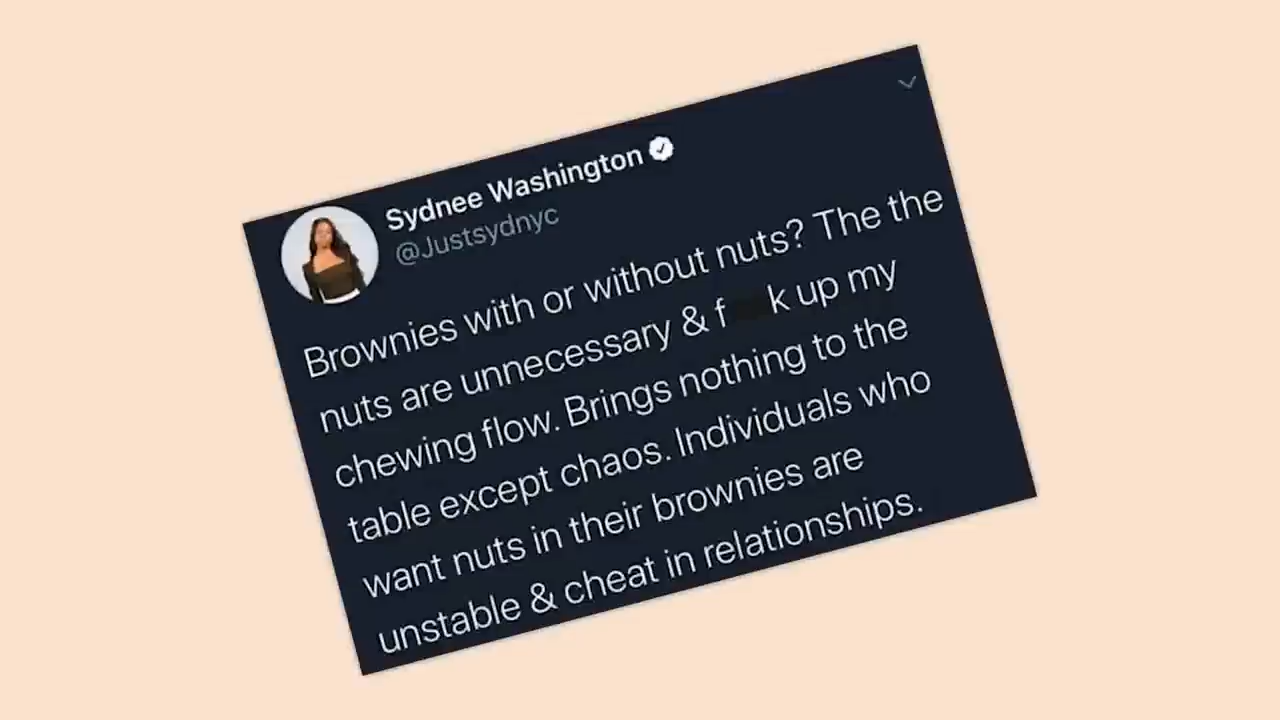 Sydnee Washington
@Justsydnyc
Brownies with or without nuts? The the
nuts are unnecessary & f k up my
chewing flow. Brings nothing to the
table except chaos. Individuals who
want nuts in their brownies are
unstable & cheat in relationships.